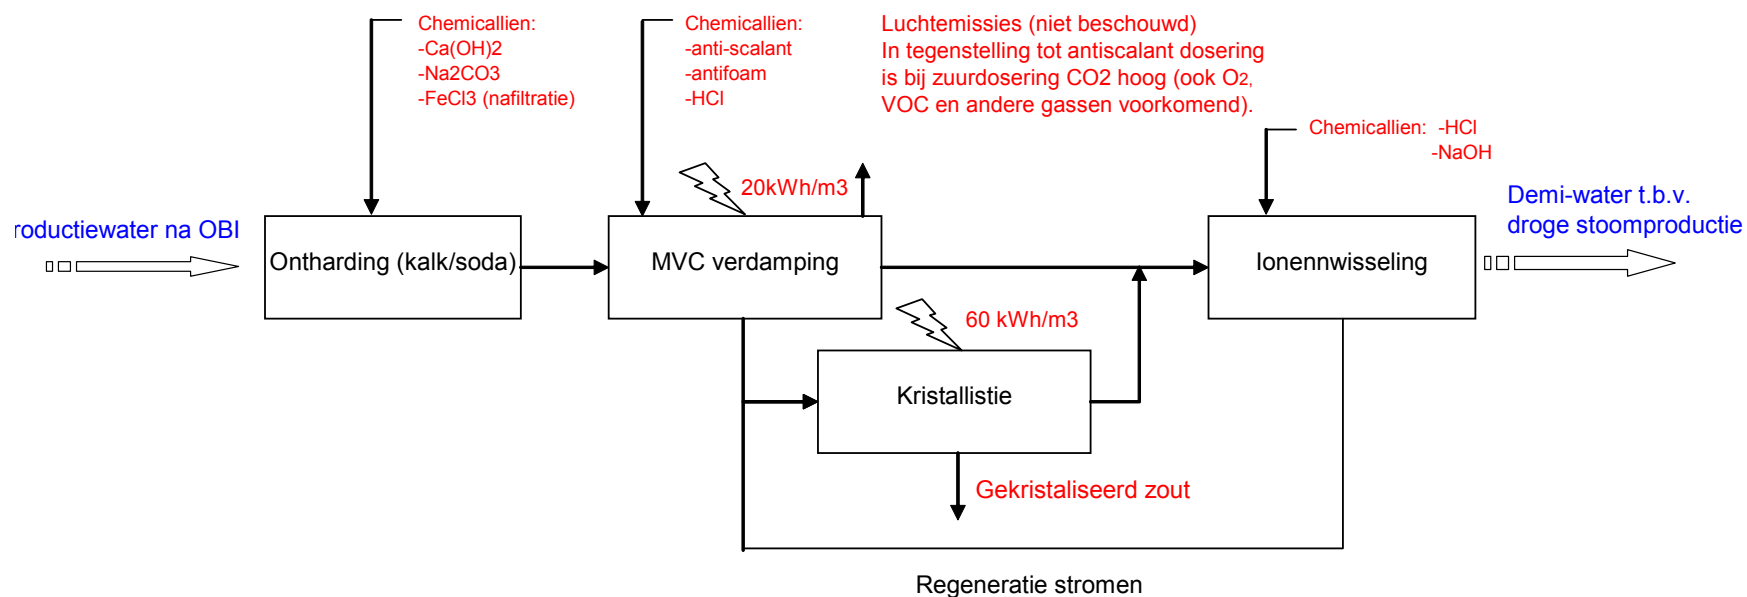 Chemicallien:
-Ca(OH)2
-Na2CO3
-FeCl3 (nafiltratie)
Chemicallien:
-anti-scalant
-antifoam
-HCl
Luchtemissies (niet beschouwd)
In tegenstelling tot antiscalant dosering
is bij zuurdosering CO2 hoog (ook O2,
VOC en andere gassen voorkomend).
Chemicallien: -HCl
-NaOH
20kWh/m3
roductiewater na OBI
Ontharding (kalk/soda)
MVC verdamping
Ionennwisseling
Demi-water t.b.v.
droge stoomproductie
60 kWh/m3
Kristallistie
Gekristaliseerd zout
Regeneratie stromen